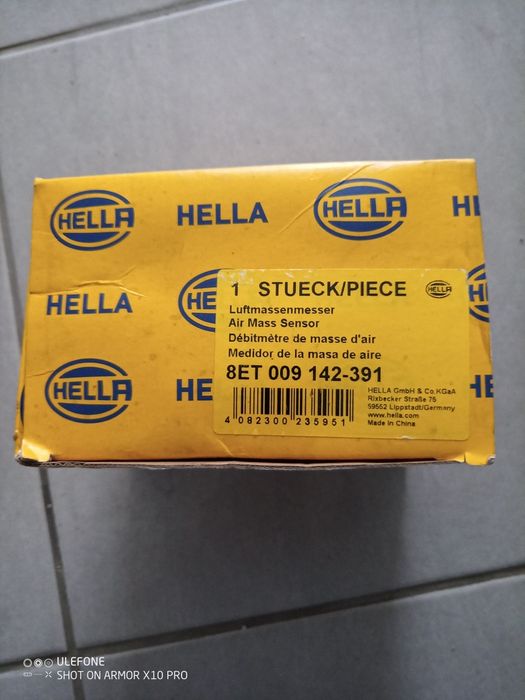 HELLA
HELLA
HELLA
H
HELLA
HE
HELLA
HE
1 STUECK/PIECE
HELLA
Luftmassenmesser
Air Mass Sensor
Débitmètre de masse d'air
Medidor de la masa de aire
8ET 009 142-391
HELLA GmbH & Co.KGaA
Rixbecker Straße 75
59552 Lippstadt/Germany
www.hella.com
Made in China
4 082300 235951
ULEFONE
SHOT ON ARMOR X10 PRO